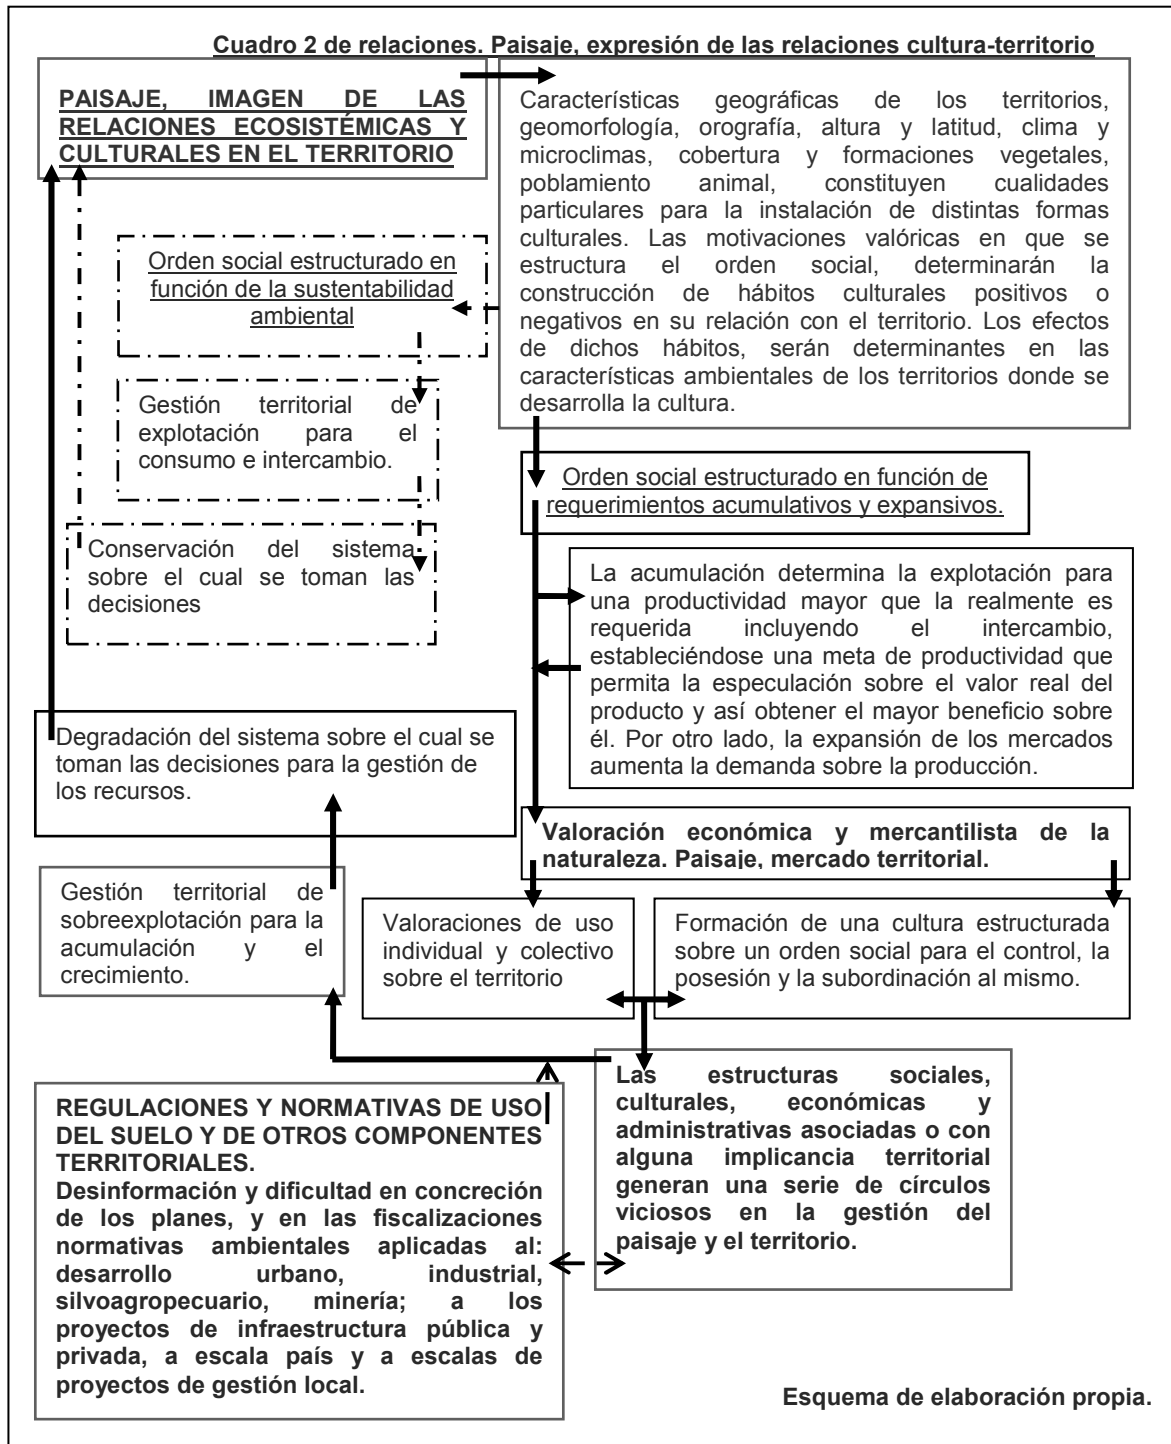 Cuadro 2 de relaciones. Paisaje, expresión de las relaciones cultura-territorio
PAISAJE, IMAGEN DE LAS
RELACIONES ECOSISTÉMICAS Y
CULTURALES EN EL TERRITORIO
Características geográficas de los territorios,
geomorfología, orografía, altura y latitud, clima y
microclimas, cobertura y formaciones vegetales,
poblamiento animal, constituyen cualidades
particulares para la instalación de distintas formas
culturales. Las motivaciones valóricas en que se
estructura el orden social, determinarán la
construcción de hábitos culturales positivos o
negativos en su relación con el territorio. Los efectos
de dichos hábitos, serán determinantes en las
características ambientales de los territorios donde se
desarrolla la cultura.
Orden social estructurado en
función de la sustentabilidad
ambiental
Gestión territorial de
explotación para el
consumo e intercambio.
Conservación del sistema
sobre el cual se toman las
decisiones
Orden social estructurado en función de
requerimientos acumulativos y expansivos.
La acumulación determina la explotación para
una productividad mayor que la realmente es
requerida incluyendo el intercambio,
estableciéndose una meta de productividad que
permita la especulación sobre el valor real del
producto y así obtener el mayor beneficio sobre
él. Por otro lado, la expansión de los mercados
aumenta la demanda sobre la producción.
Degradación del sistema sobre el cual se
toman las decisiones para la gestión de
los recursos.
Valoración económica y mercantilista de la
naturaleza. Paisaje, mercado territorial.
Gestión territorial de
sobreexplotación para la
acumulación y el
crecimiento.
Valoraciones de uso
individual y colectivo
sobre el territorio
Formación de una cultura estructurada
sobre un orden social para el control, la
posesión y la subordinación al mismo.
Las estructuras sociales,
culturales, económicas y
administrativas asociadas o con
alguna implicancia territorial
generan una serie de círculos
viciosos en la gestión del
paisaje y el territorio.
REGULACIONES Y NORMATIVAS DE USO
DEL SUELO Y DE OTROS COMPONENTES
TERRITORIALES.
Desinformación y dificultad en concreción
de los planes, y en las fiscalizaciones
normativas ambientales aplicadas al:
desarrollo urbano, industrial,
silvoagropecuario, minería; a los
proyectos de infraestructura pública y
privada, a escala país y a escalas de
proyectos de gestión local.
Esquema de elaboración propia.